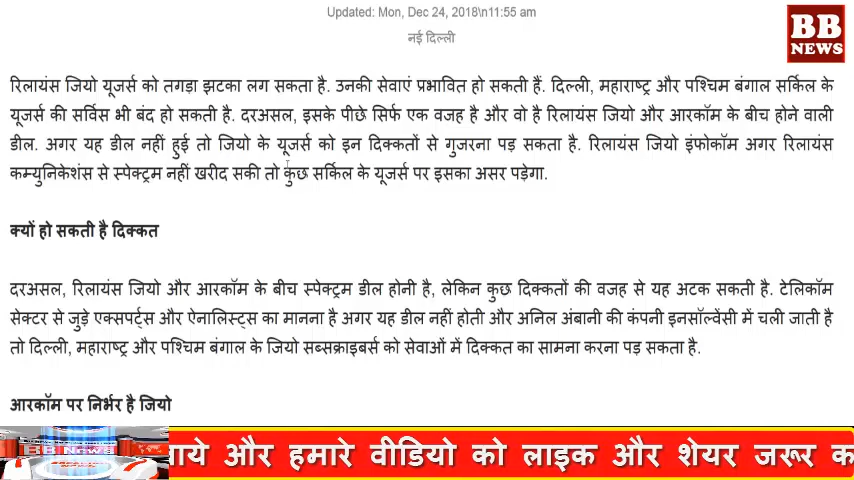 Updated: Mon, Dec 24, 2018\n11:55 am
BB
NEWS
नई दिल्ली
रिलायंस जियो यूजर्स को तगड़ा झटका लग सकता है. उनकी सेवाएं प्रभावित हो सकती हैं. दिल्ली, महाराष्ट्र और पश्चिम बंगाल सर्किल के
यूजर्स की सर्विस भी बंद हो सकती है. दरअसल, इसके पीछे सिर्फ एक वजह है और वो है रिलायंस जियो और आरकॉम के बीच होने वाली
डील. अगर यह डील नहीं हुई तो जियो के यूजर्स को इन दिक्कतों से गुजरना पड़ सकता है. रिलायंस जियो इंफोकॉम अगर रिलायंस
कम्युनिकेशंस से स्पेक्ट्रम नहीं खरीद सकी तो कुछ सर्किल के यूजर्स पर इसका असर पड़ेगा.
क्यों हो सकती है दिक्कत
दरअसल, रिलायंस जियो और आरकॉम के बीच स्पेक्ट्रम डील होनी है, लेकिन कुछ दिक्कतों की वजह से यह अटक सकती है. टेलिकॉम
सेक्टर से जुड़े एक्सपर्ट्स और ऐनालिस्ट्स का मानना है अगर यह डील नहीं होती और अनिल अंबानी की कंपनी इनसॉल्वेंसी में चली जाती है
तो दिल्ली, महाराष्ट्र और पश्चिम बंगाल के जियो सब्सक्राइबर्स को सेवाओं में दिक्कत का सामना करना पड़ सकता है.
आरकॉम पर निर्भर है जियो
BB NEWS
और हमारे वीडियो को लाइक और शेयर जरूर